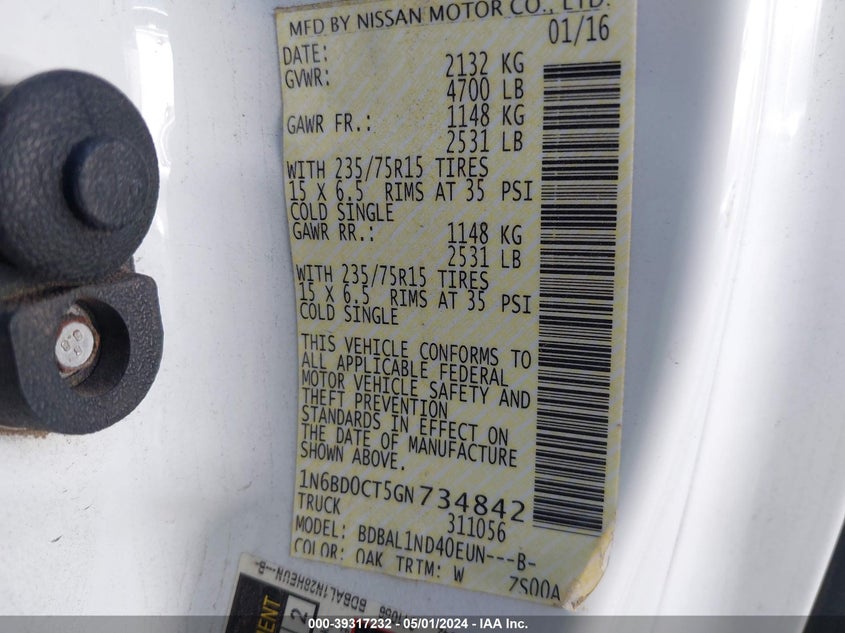 MFD BY NISSAN MOTOR CO., LTD.
DATE: 01/16
GVWR: 2132 KG
4700 LB
GAWR FR.: 1148 KG
2531 LB
WITH 235/75R15 TIRES
15 X 6.5 RIMS AT 35 PSI
COLD SINGLE
GAWR RR.: 1148 KG
2531 LB
WITH 235/75R15 TIRES
15 X 6.5 RIMS AT 35 PSI
COLD SINGLE
THIS VEHICLE CONFORMS TO
ALL APPLICABLE FEDERAL
MOTOR VEHICLE SAFETY AND
THEFT PREVENTION
STANDARDS IN EFFECT ON
THE DATE OF MANUFACTURE
SHOWN ABOVE.
1N6BD0CT5GN734842
TRUCK 311056
MODEL: BDBAL1ND40EUN---B-
COLOR: QAK TRTM: W
7S00A
BDBAL1N28HEUN--B-
000-39317232 - 05/01/2024 - IAA Inc.